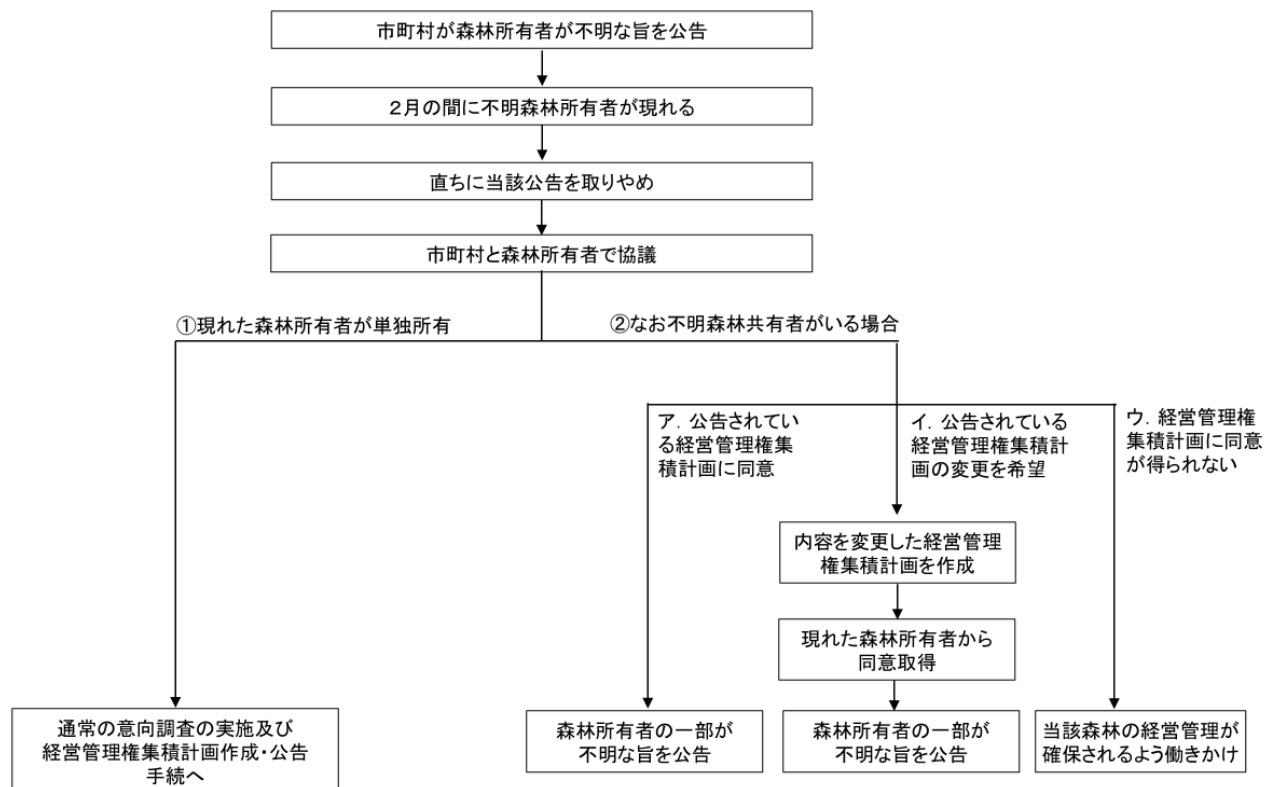 市町村が森林所有者が不明な旨を公告
２月の間に不明森林所有者が現れる
直ちに当該公告を取りやめ
市町村と森林所有者で協議
①現れた森林所有者が単独所有
②なお不明森林共有者がいる場合
ア．公告されてい
る経営管理権集
積計画に同意
イ．公告されている
経営管理権集積計
画の変更を希望
ウ．経営管理権
集積計画に同意
が得られない
内容を変更した経営管理
権集積計画を作成
現れた森林所有者から
同意取得
通常の意向調査の実施及び
経営管理権集積計画作成・公告
手続へ
森林所有者の一部が
不明な旨を公告
森林所有者の一部が
不明な旨を公告
当該森林の経営管理が
確保されるよう働きかけ